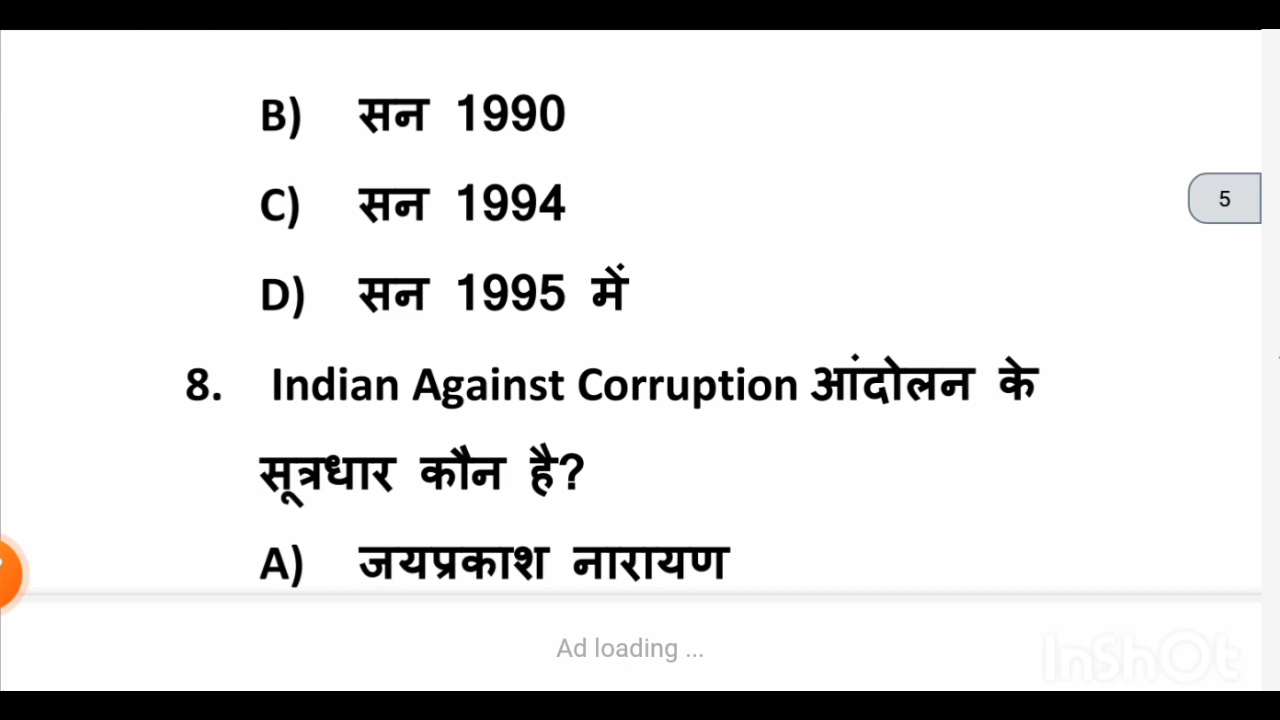 B) सन 1990
C) सन 1994
5
D) सन 1995 में
8. Indian Against Corruption आंदोलन के
सूत्रधार कौन है?
A) जयप्रकाश नारायण
Ad loading ...
InShOt